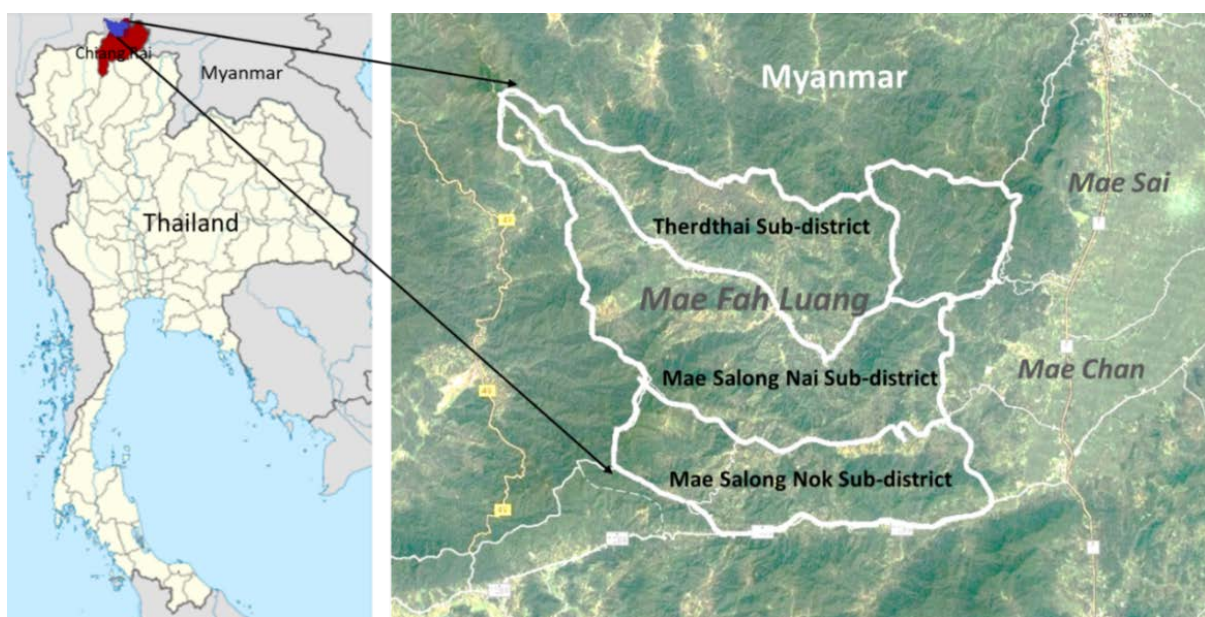 Chiang Rai
Myanmar
Thailand
Myanmar
Mae Sai
Therdthai Sub-district
Mae Fah Luang
Mae Chan
Mae Salong Nai Sub-district
Mae Salong Nok Sub-district